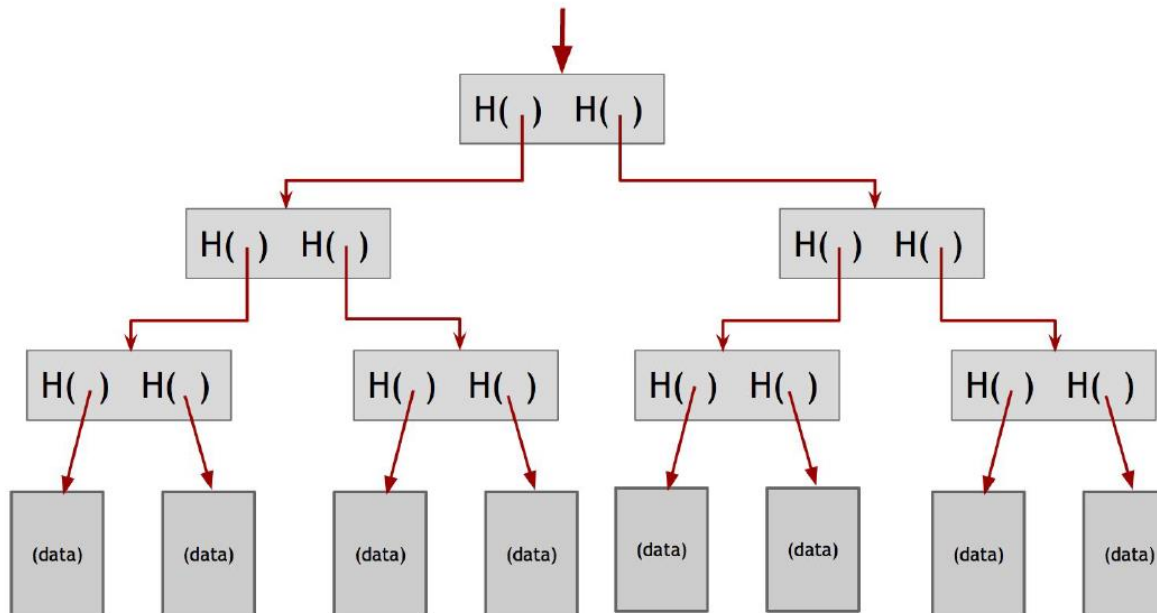 H( ) H( )
H( ) H( ) H( ) H( )
H( ) H( ) H( ) H( ) H( ) H( ) H( ) H( )
(data) (data) (data) (data) (data) (data) (data) (data)